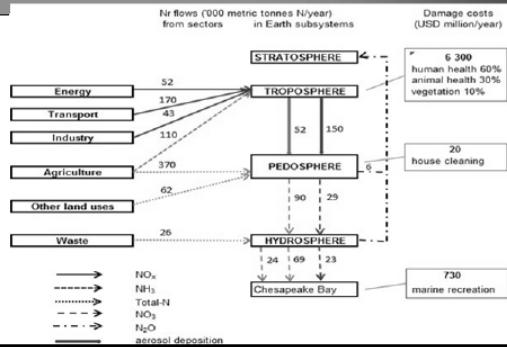 Nr flows ('000 metric tonnes N/year)
from sectors in Earth subsystems
Damage costs
(USD million/year)
STRATOSPHERE
6 300
human health 60%
animal health 30%
vegetation 10%
Energy
52
TROPOSPHERE
170
Transport
43
Industry
110
52
150
20
house cleaning
Agriculture
370
PEDOSPHERE
6
62
Other land uses
90
29
Waste
26
HYDROSPHERE
24
69
23
Chesapeake Bay
730
marine recreation
NOx
NH3
Total-N
NO3
N2O
aerosol deposition